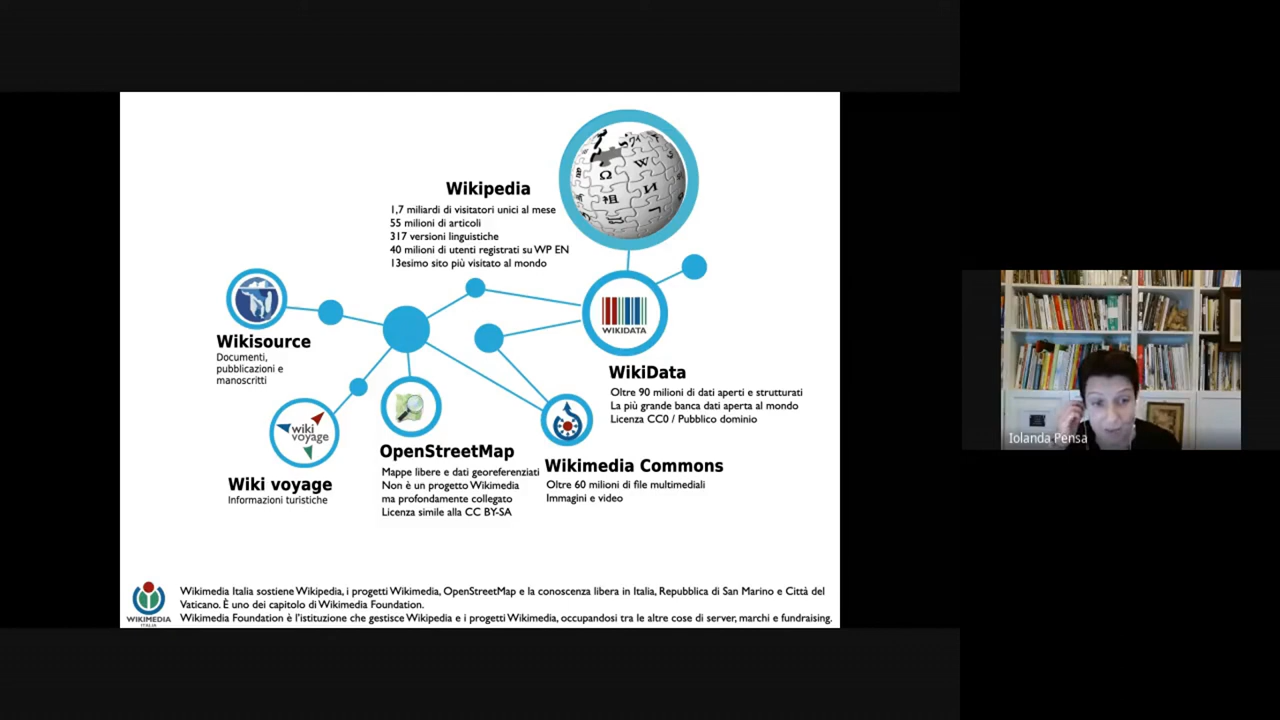 Wikipedia
1,7 miliardi di visitatori unici al mese
55 milioni di articoli
317 versioni linguistiche
40 milioni di utenti registrati su WP EN
13esimo sito più visitato al mondo
Ω
W
И
祖
WIKIDATA
Wikisource
Documenti,
pubblicazioni e
manoscritti
WikiData
Oltre 90 milioni di dati aperti e strutturati
La più grande banca dati aperta al mondo
Licenza CC0 / Pubblico dominio
wiki
voyage
Wiki voyage
Informazioni turistiche
OpenStreetMap
Mappe libere e dati georeferenziati
Non è un progetto Wikimedia
ma profondamente collegato
Licenza simile alla CC BY-SA
Wikimedia Commons
Oltre 60 milioni di file multimediali
Immagini e video
Iolanda Pensa
WIKIMEDIA
ITALIA
Wikimedia Italia sostiene Wikipedia, i progetti Wikimedia, OpenStreetMap e la conoscenza libera in Italia, Repubblica di San Marino e Città del
Vaticano. È uno dei capitolo di Wikimedia Foundation.
Wikimedia Foundation è l'istituzione che gestisce Wikipedia e i progetti Wikimedia, occupandosi tra le altre cose di server, marchi e fundraising.